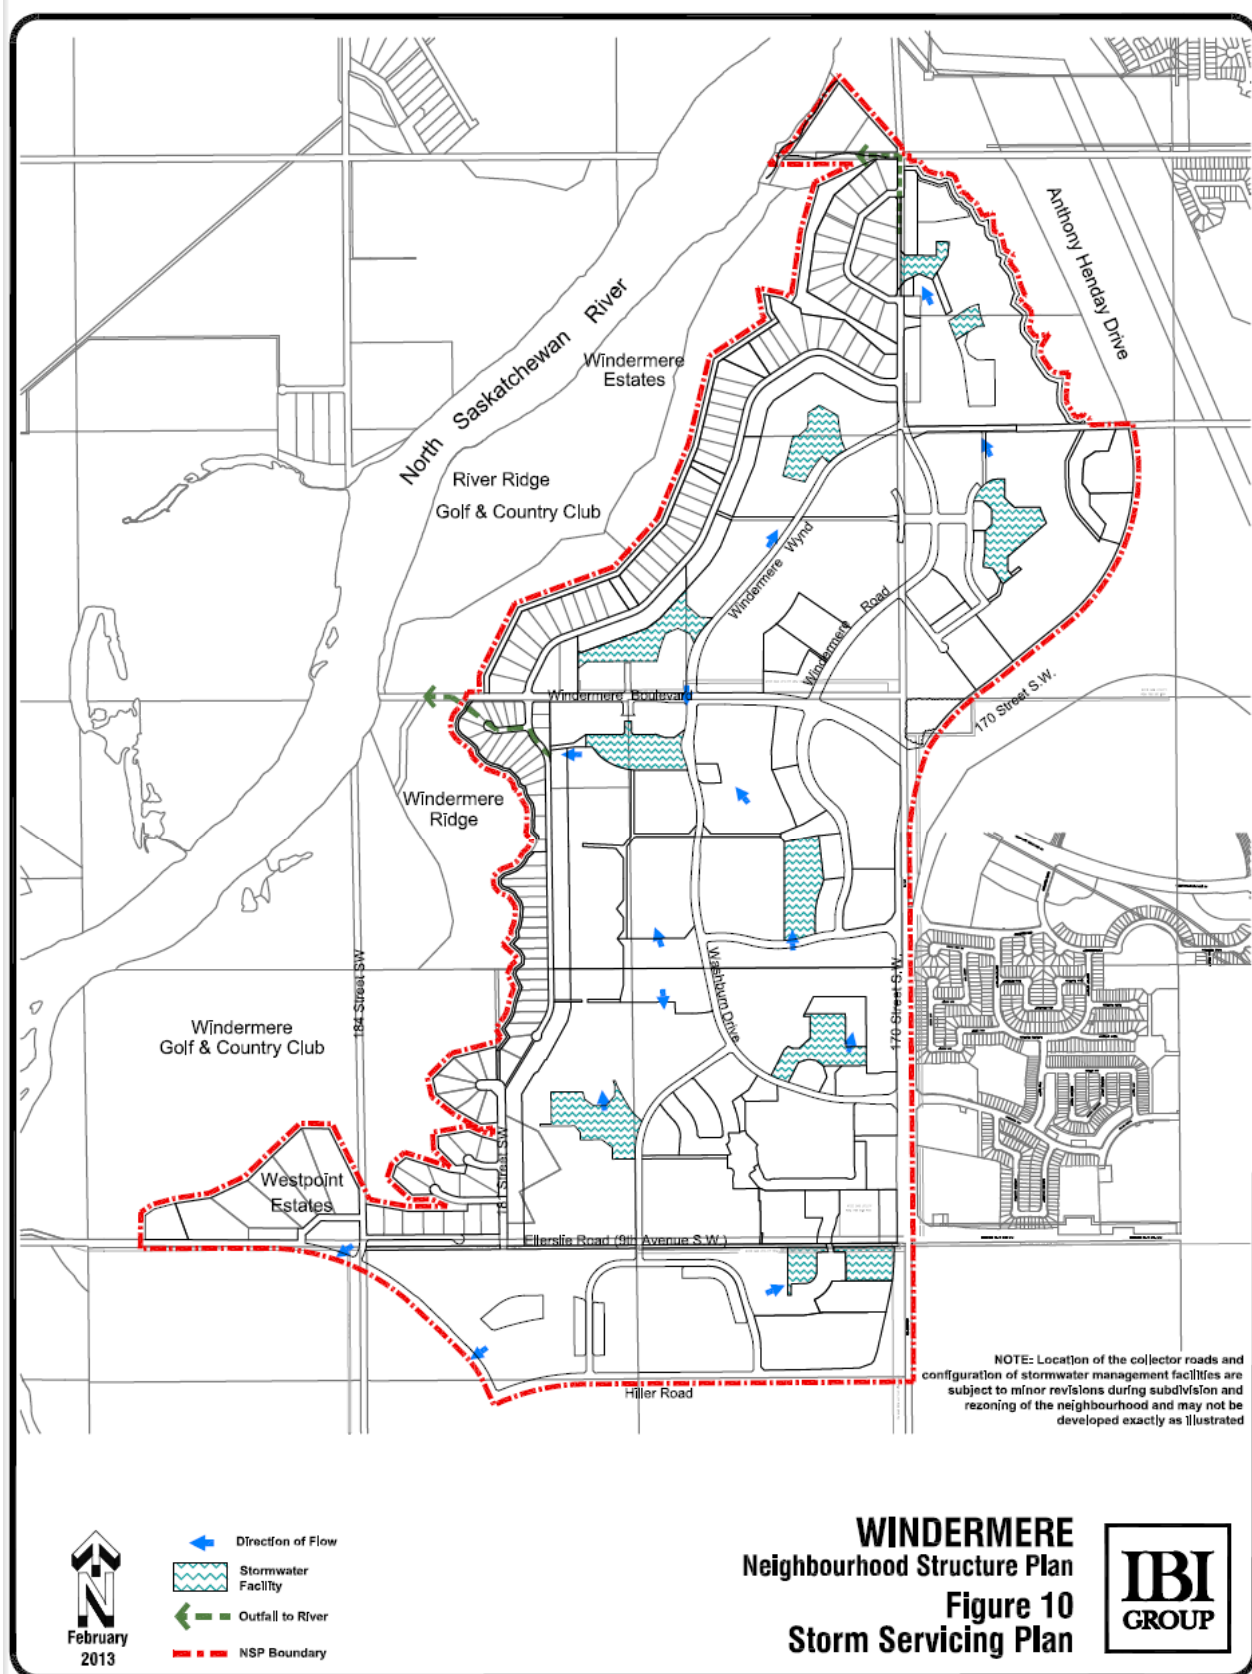 Anthony Henday Drive
North Saskatchewan River
Windermere
Estates
River Ridge
Golf & Country Club
Windermere Wynd
Windermere Road
Windermere Boulevard
170 Street S.W.
Windermere
Ridge
184 Street SW
Washburn Drive
170 Street S.W.
Windermere
Golf & Country Club
181 Street SW
Westpoint
Estates
Ellerslie Road (9th Avenue S.W.)
Hiller Road
NOTE: Location of the collector roads and
configuration of stormwater management facilities are
subject to minor revisions during subdivision and
rezoning of the neighbourhood and may not be
developed exactly as illustrated
N
February
2013
Direction of Flow
Stormwater
Facility
Outfall to River
NSP Boundary
WINDERMERE
Neighbourhood Structure Plan
Figure 10
Storm Servicing Plan
IBI
GROUP